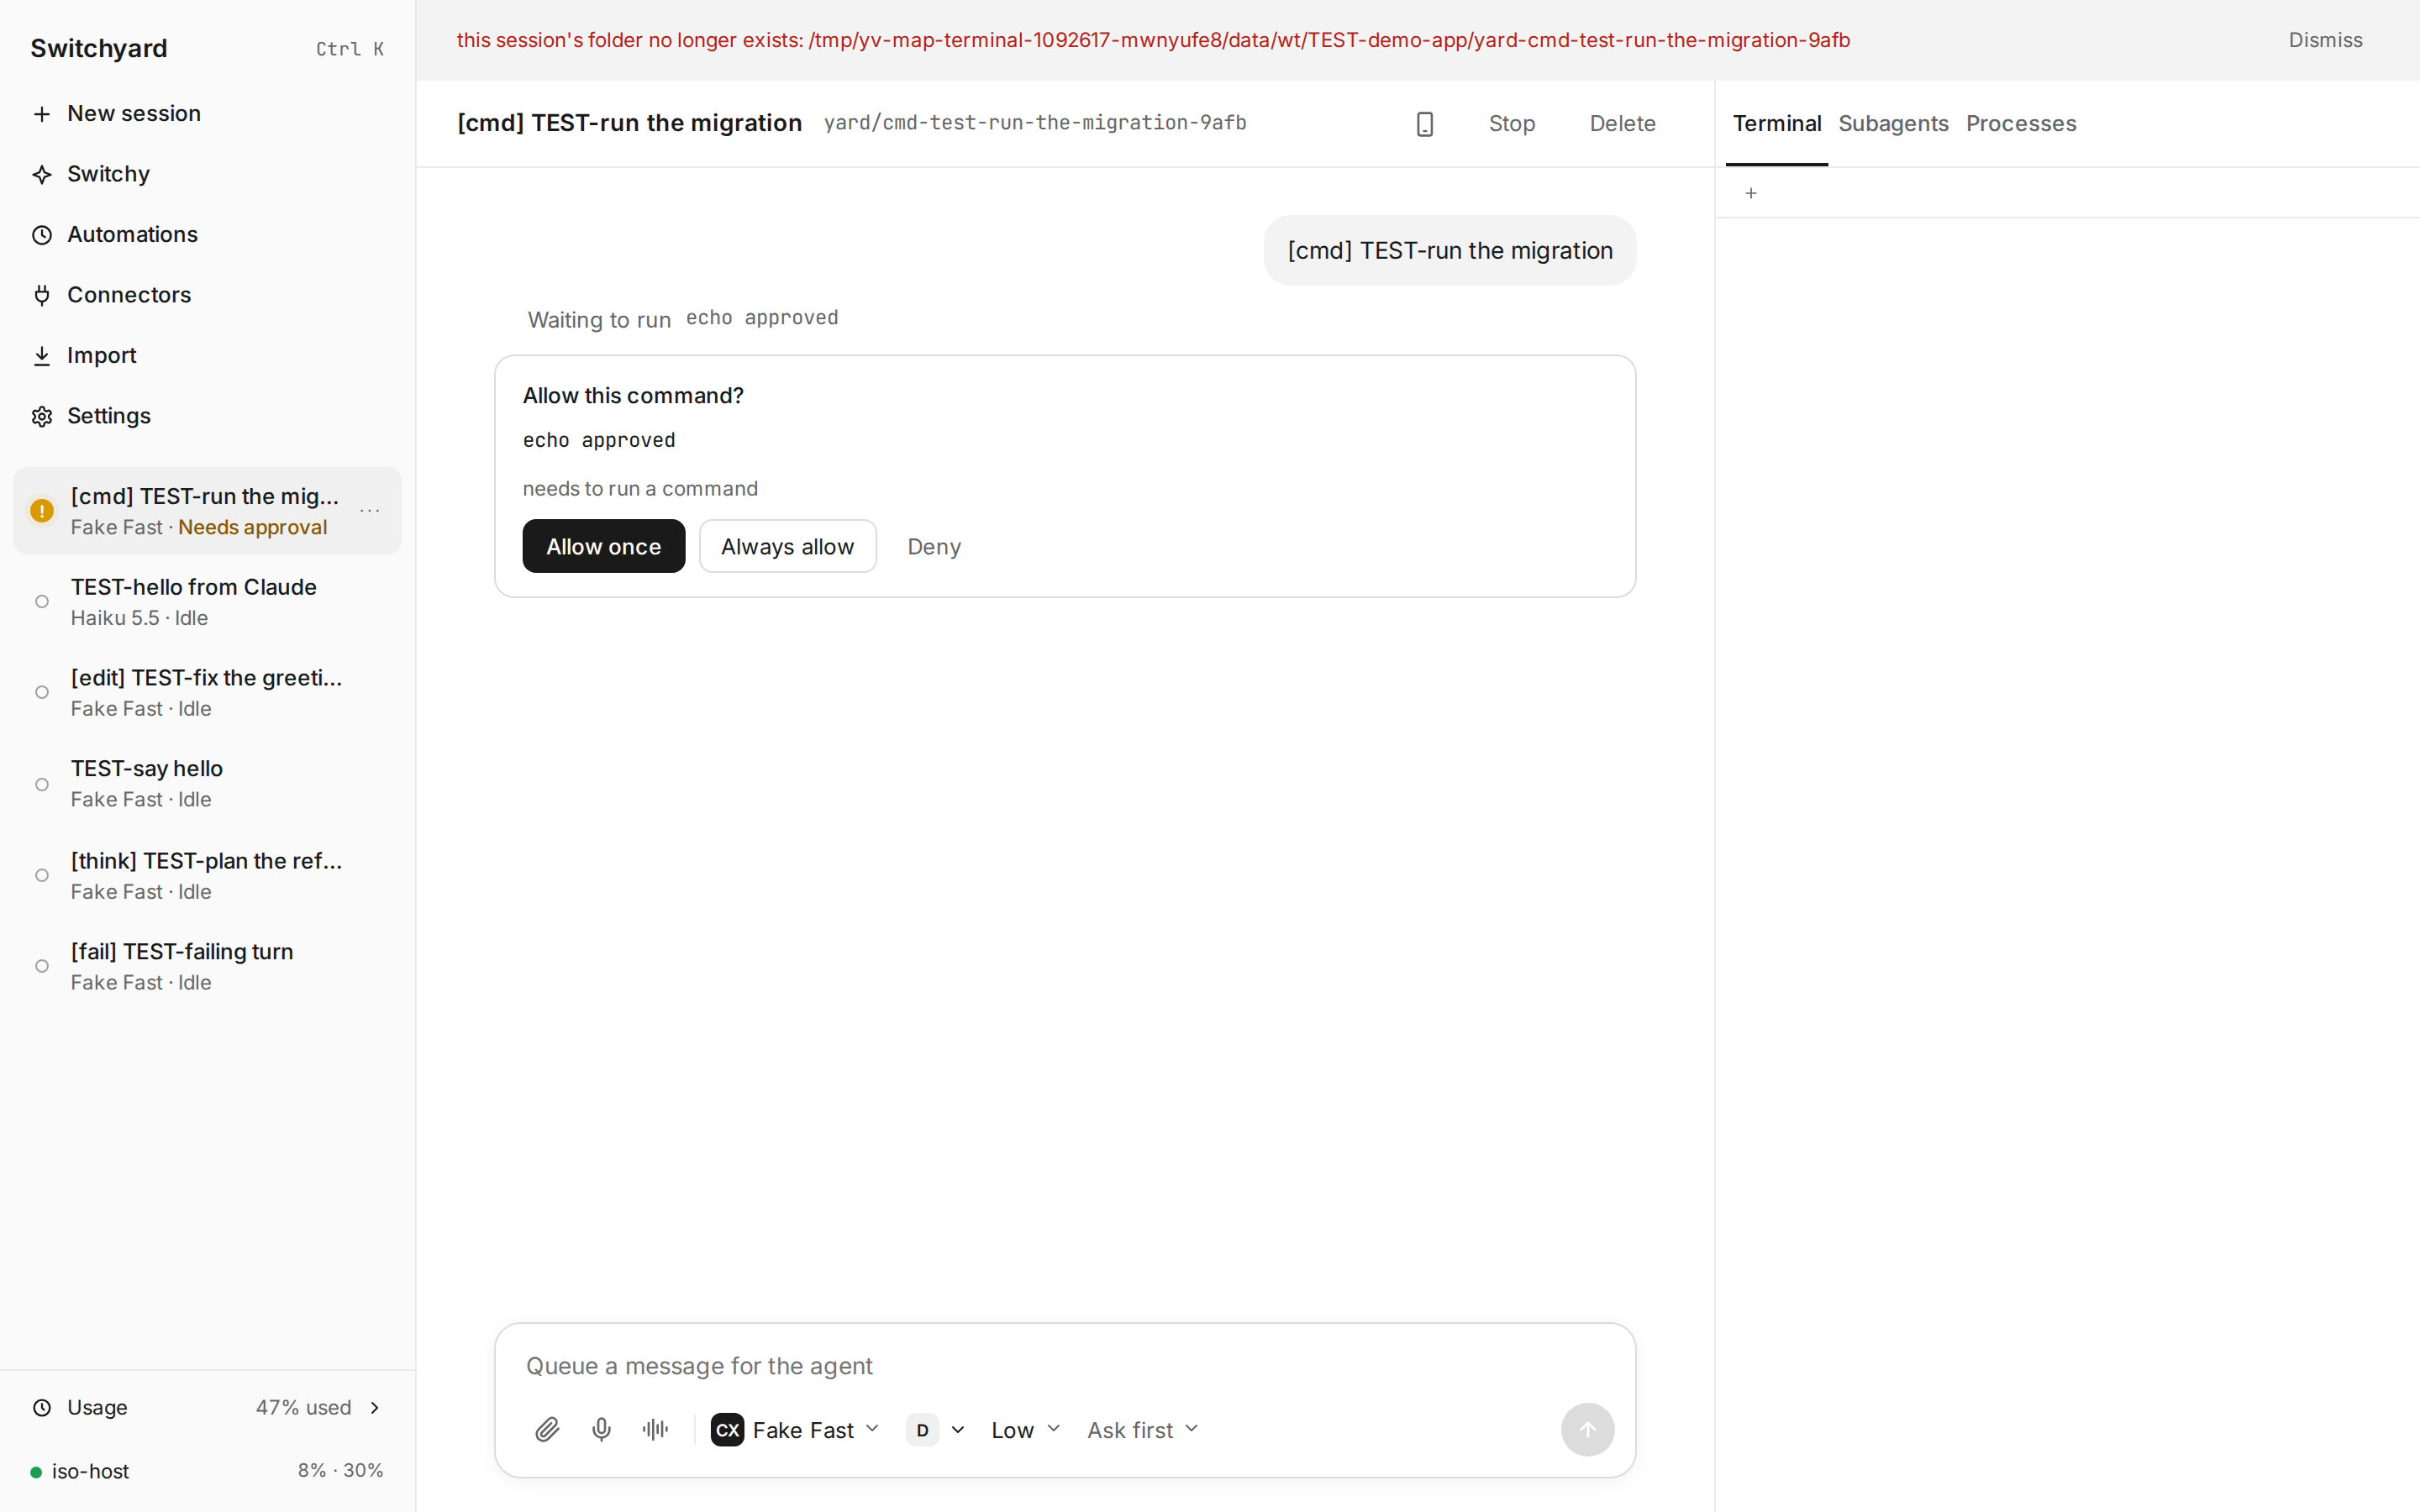 Switchyard
Ctrl K
New session
Switchy
Automations
Connectors
Import
Settings
[cmd] TEST-run the mig...
Fake Fast · Needs approval
TEST-hello from Claude
Haiku 5.5 · Idle
[edit] TEST-fix the greeti...
Fake Fast · Idle
TEST-say hello
Fake Fast · Idle
[think] TEST-plan the ref...
Fake Fast · Idle
[fail] TEST-failing turn
Fake Fast · Idle
Usage
47% used
iso-host
8% · 30%
this session's folder no longer exists: /tmp/yv-map-terminal-1092617-mwnyufe8/data/wt/TEST-demo-app/yard-cmd-test-run-the-migration-9afb
Dismiss
[cmd] TEST-run the migration
yard/cmd-test-run-the-migration-9afb
Stop
Delete
[cmd] TEST-run the migration
Waiting to run echo approved
Allow this command?
echo approved
needs to run a command
Allow once
Always allow
Deny
Queue a message for the agent
CX Fake Fast
D
Low
Ask first
Terminal
Subagents
Processes
+